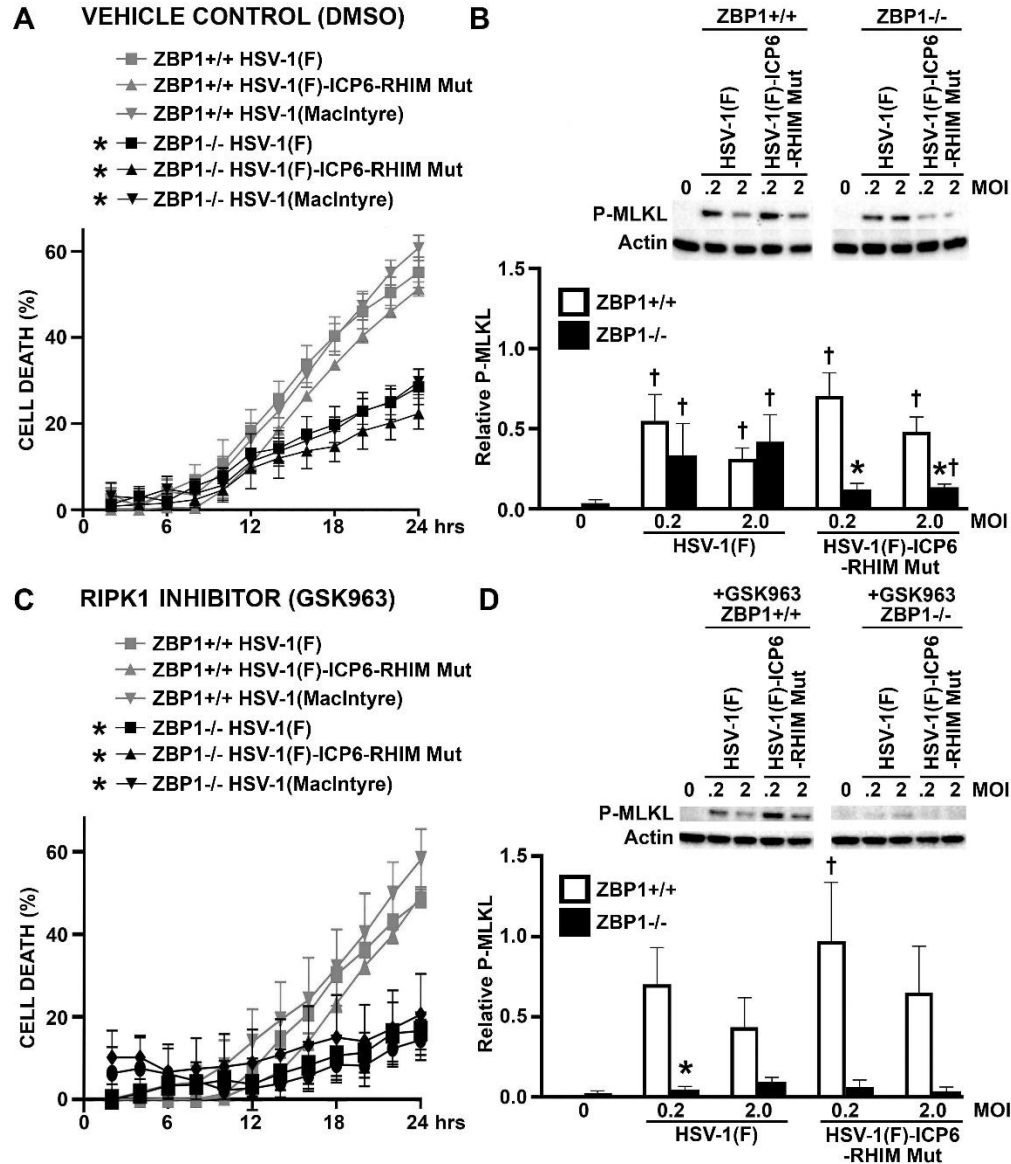 A VEHICLE CONTROL (DMSO)
ZBP1+/+ HSV-1(F)
ZBP1+/+ HSV-1(F)-ICP6-RHIM Mut
ZBP1+/+ HSV-1(MacIntyre)
* ZBP1-/- HSV-1(F)
* ZBP1-/- HSV-1(F)-ICP6-RHIM Mut
* ZBP1-/- HSV-1(MacIntyre)
CELL DEATH (%)
60
40
20
0
0 6 12 18 24 hrs
B
ZBP1+/+ ZBP1-/-
HSV-1(F)
HSV-1(F)-ICP6
-RHIM Mut
HSV-1(F)
HSV-1(F)-ICP6
-RHIM Mut
0 .2 2 .2 2 0 .2 2 .2 2 MOI
P-MLKL
Actin
Relative P-MLKL
1.5
1.0
0.5
0.0
ZBP1+/+
ZBP1-/-
† † † † † * † *†
0 0.2 2.0 0.2 2.0 MOI
HSV-1(F) HSV-1(F)-ICP6
-RHIM Mut
C RIPK1 INHIBITOR (GSK963)
ZBP1+/+ HSV-1(F)
ZBP1+/+ HSV-1(F)-ICP6-RHIM Mut
ZBP1+/+ HSV-1(MacIntyre)
* ZBP1-/- HSV-1(F)
* ZBP1-/- HSV-1(F)-ICP6-RHIM Mut
* ZBP1-/- HSV-1(MacIntyre)
CELL DEATH (%)
60
40
20
0
0 6 12 18 24 hrs
D
+GSK963 +GSK963
ZBP1+/+ ZBP1-/-
HSV-1(F)
HSV-1(F)-ICP6
-RHIM Mut
HSV-1(F)
HSV-1(F)-ICP6
-RHIM Mut
0 .2 2 .2 2 0 .2 2 .2 2 MOI
P-MLKL
Actin
Relative P-MLKL
1.5
1.0
0.5
0.0
ZBP1+/+
ZBP1-/-
* †
0 0.2 2.0 0.2 2.0 MOI
HSV-1(F) HSV-1(F)-ICP6
-RHIM Mut